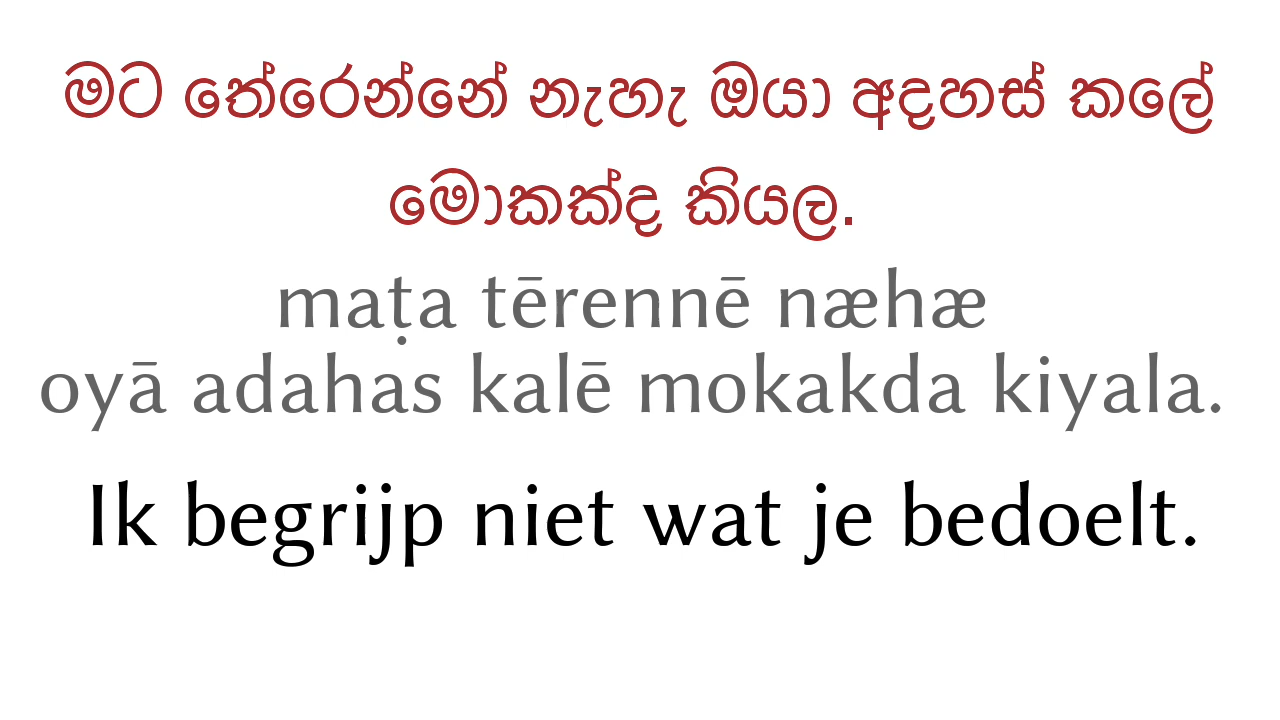 මට තේරෙන්නේ නැහැ ඔයා අදහස් කලේ
මොකක්ද කියල.
maṭa tērennē næhæ
oyā adahas kalē mokakda kiyala.
Ik begrijp niet wat je bedoelt.